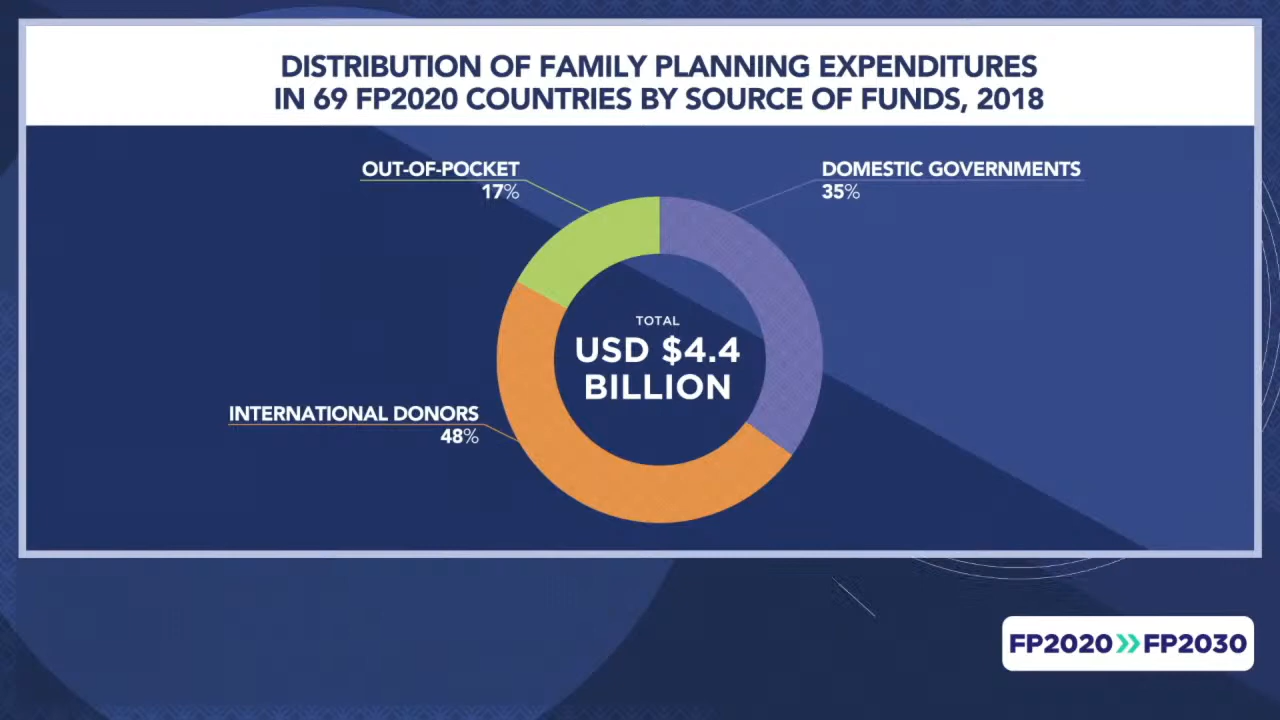 DISTRIBUTION OF FAMILY PLANNING EXPENDITURES
IN 69 FP2020 COUNTRIES BY SOURCE OF FUNDS, 2018
OUT-OF-POCKET
17%
DOMESTIC GOVERNMENTS
35%
TOTAL
USD $4.4
BILLION
INTERNATIONAL DONORS
48%
FP2020 FP2030